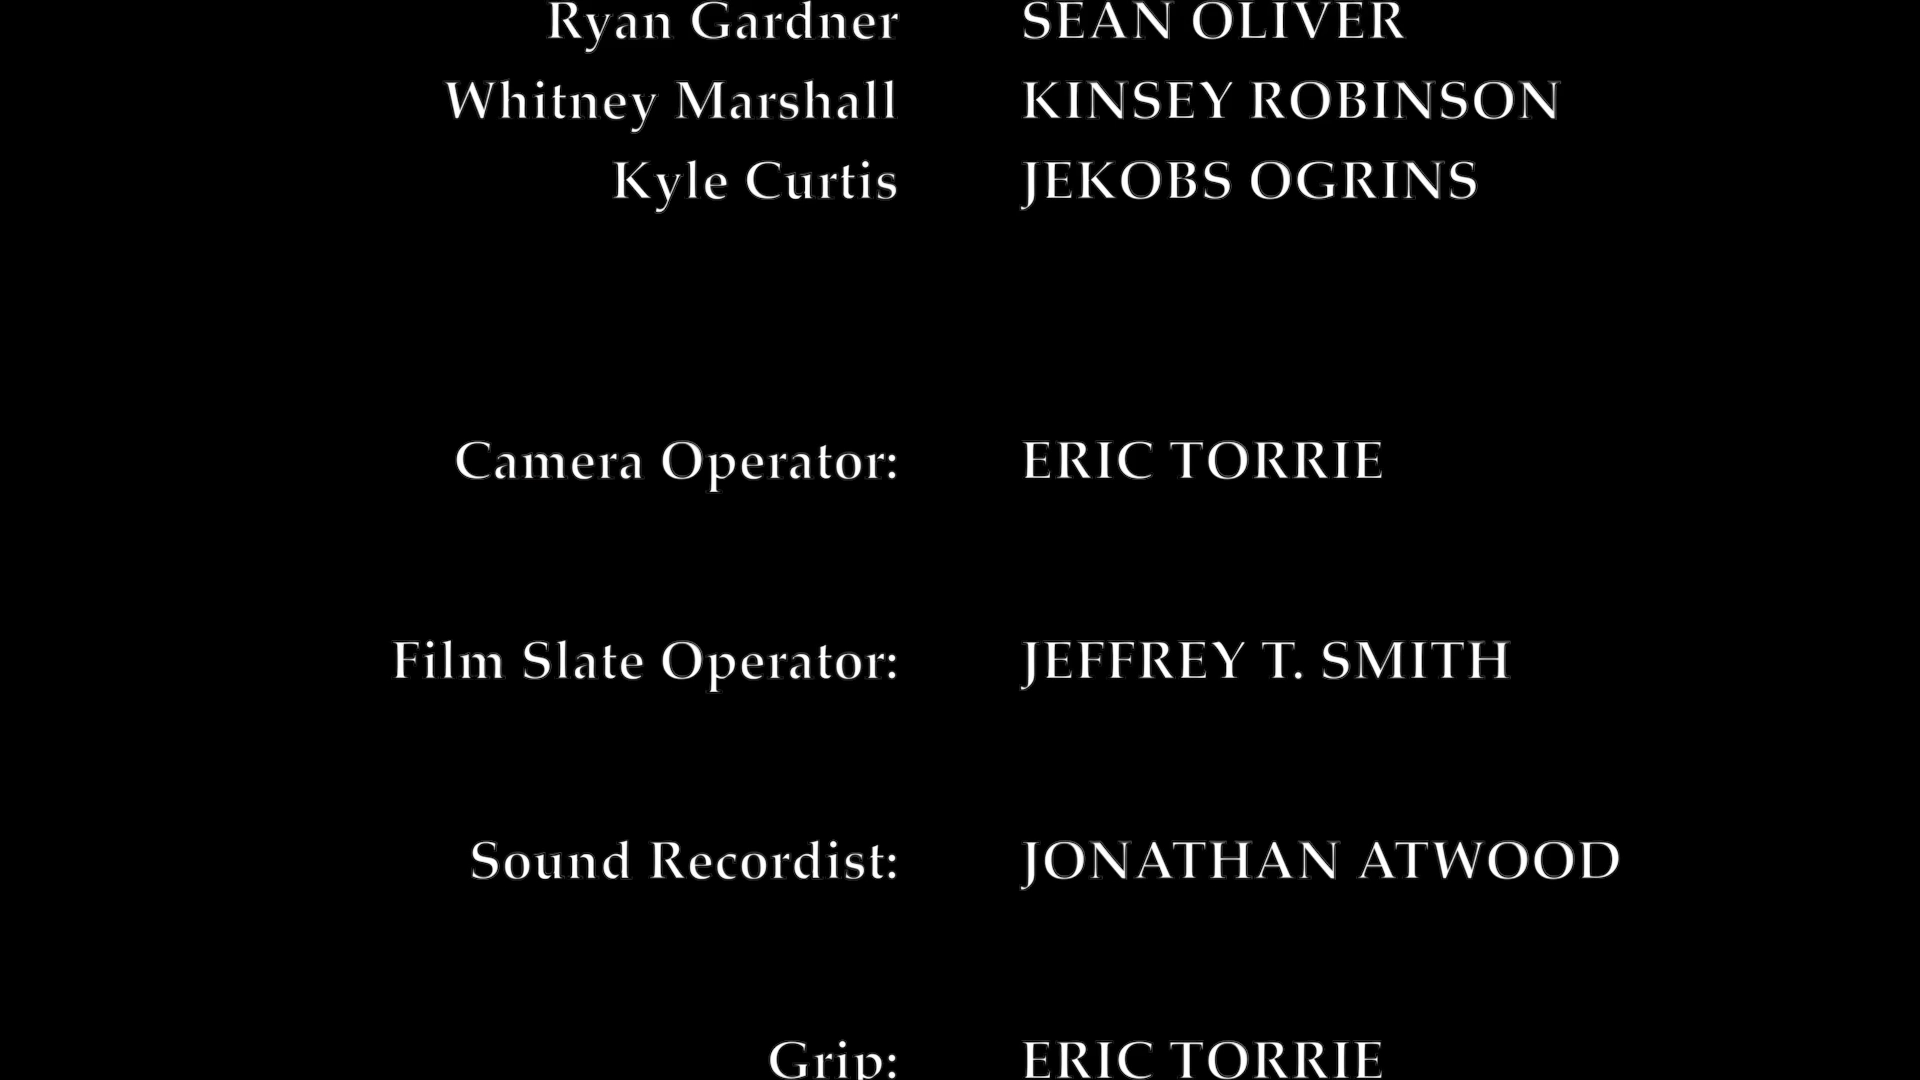 Ryan Gardner SEAN OLIVER
Whitney Marshall KINSEY ROBINSON
Kyle Curtis JEKOBS OGRINS
Camera Operator: ERIC TORRIE
Film Slate Operator: JEFFREY T. SMITH
Sound Recordist: JONATHAN ATWOOD
Grip: ERIC TORRIE